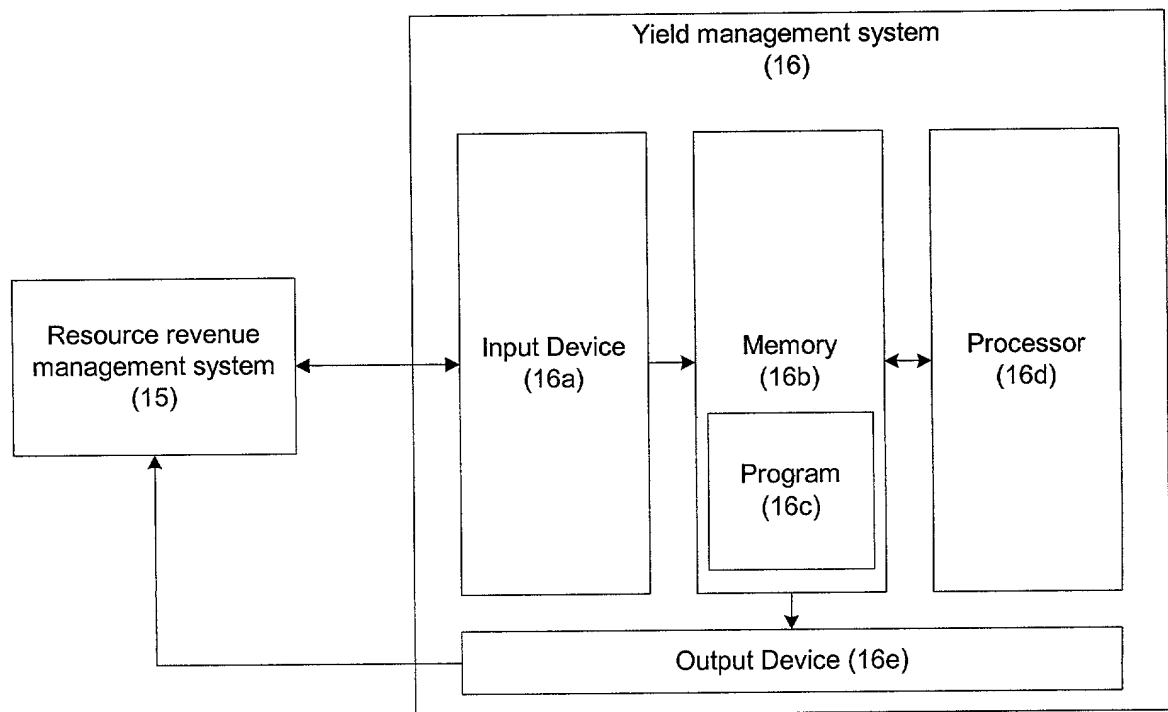 Yield management system
(16)
Resource revenue
management system
(15)
Input Device
(16a)
Memory
(16b)
Program
(16c)
Processor
(16d)
Output Device (16e)